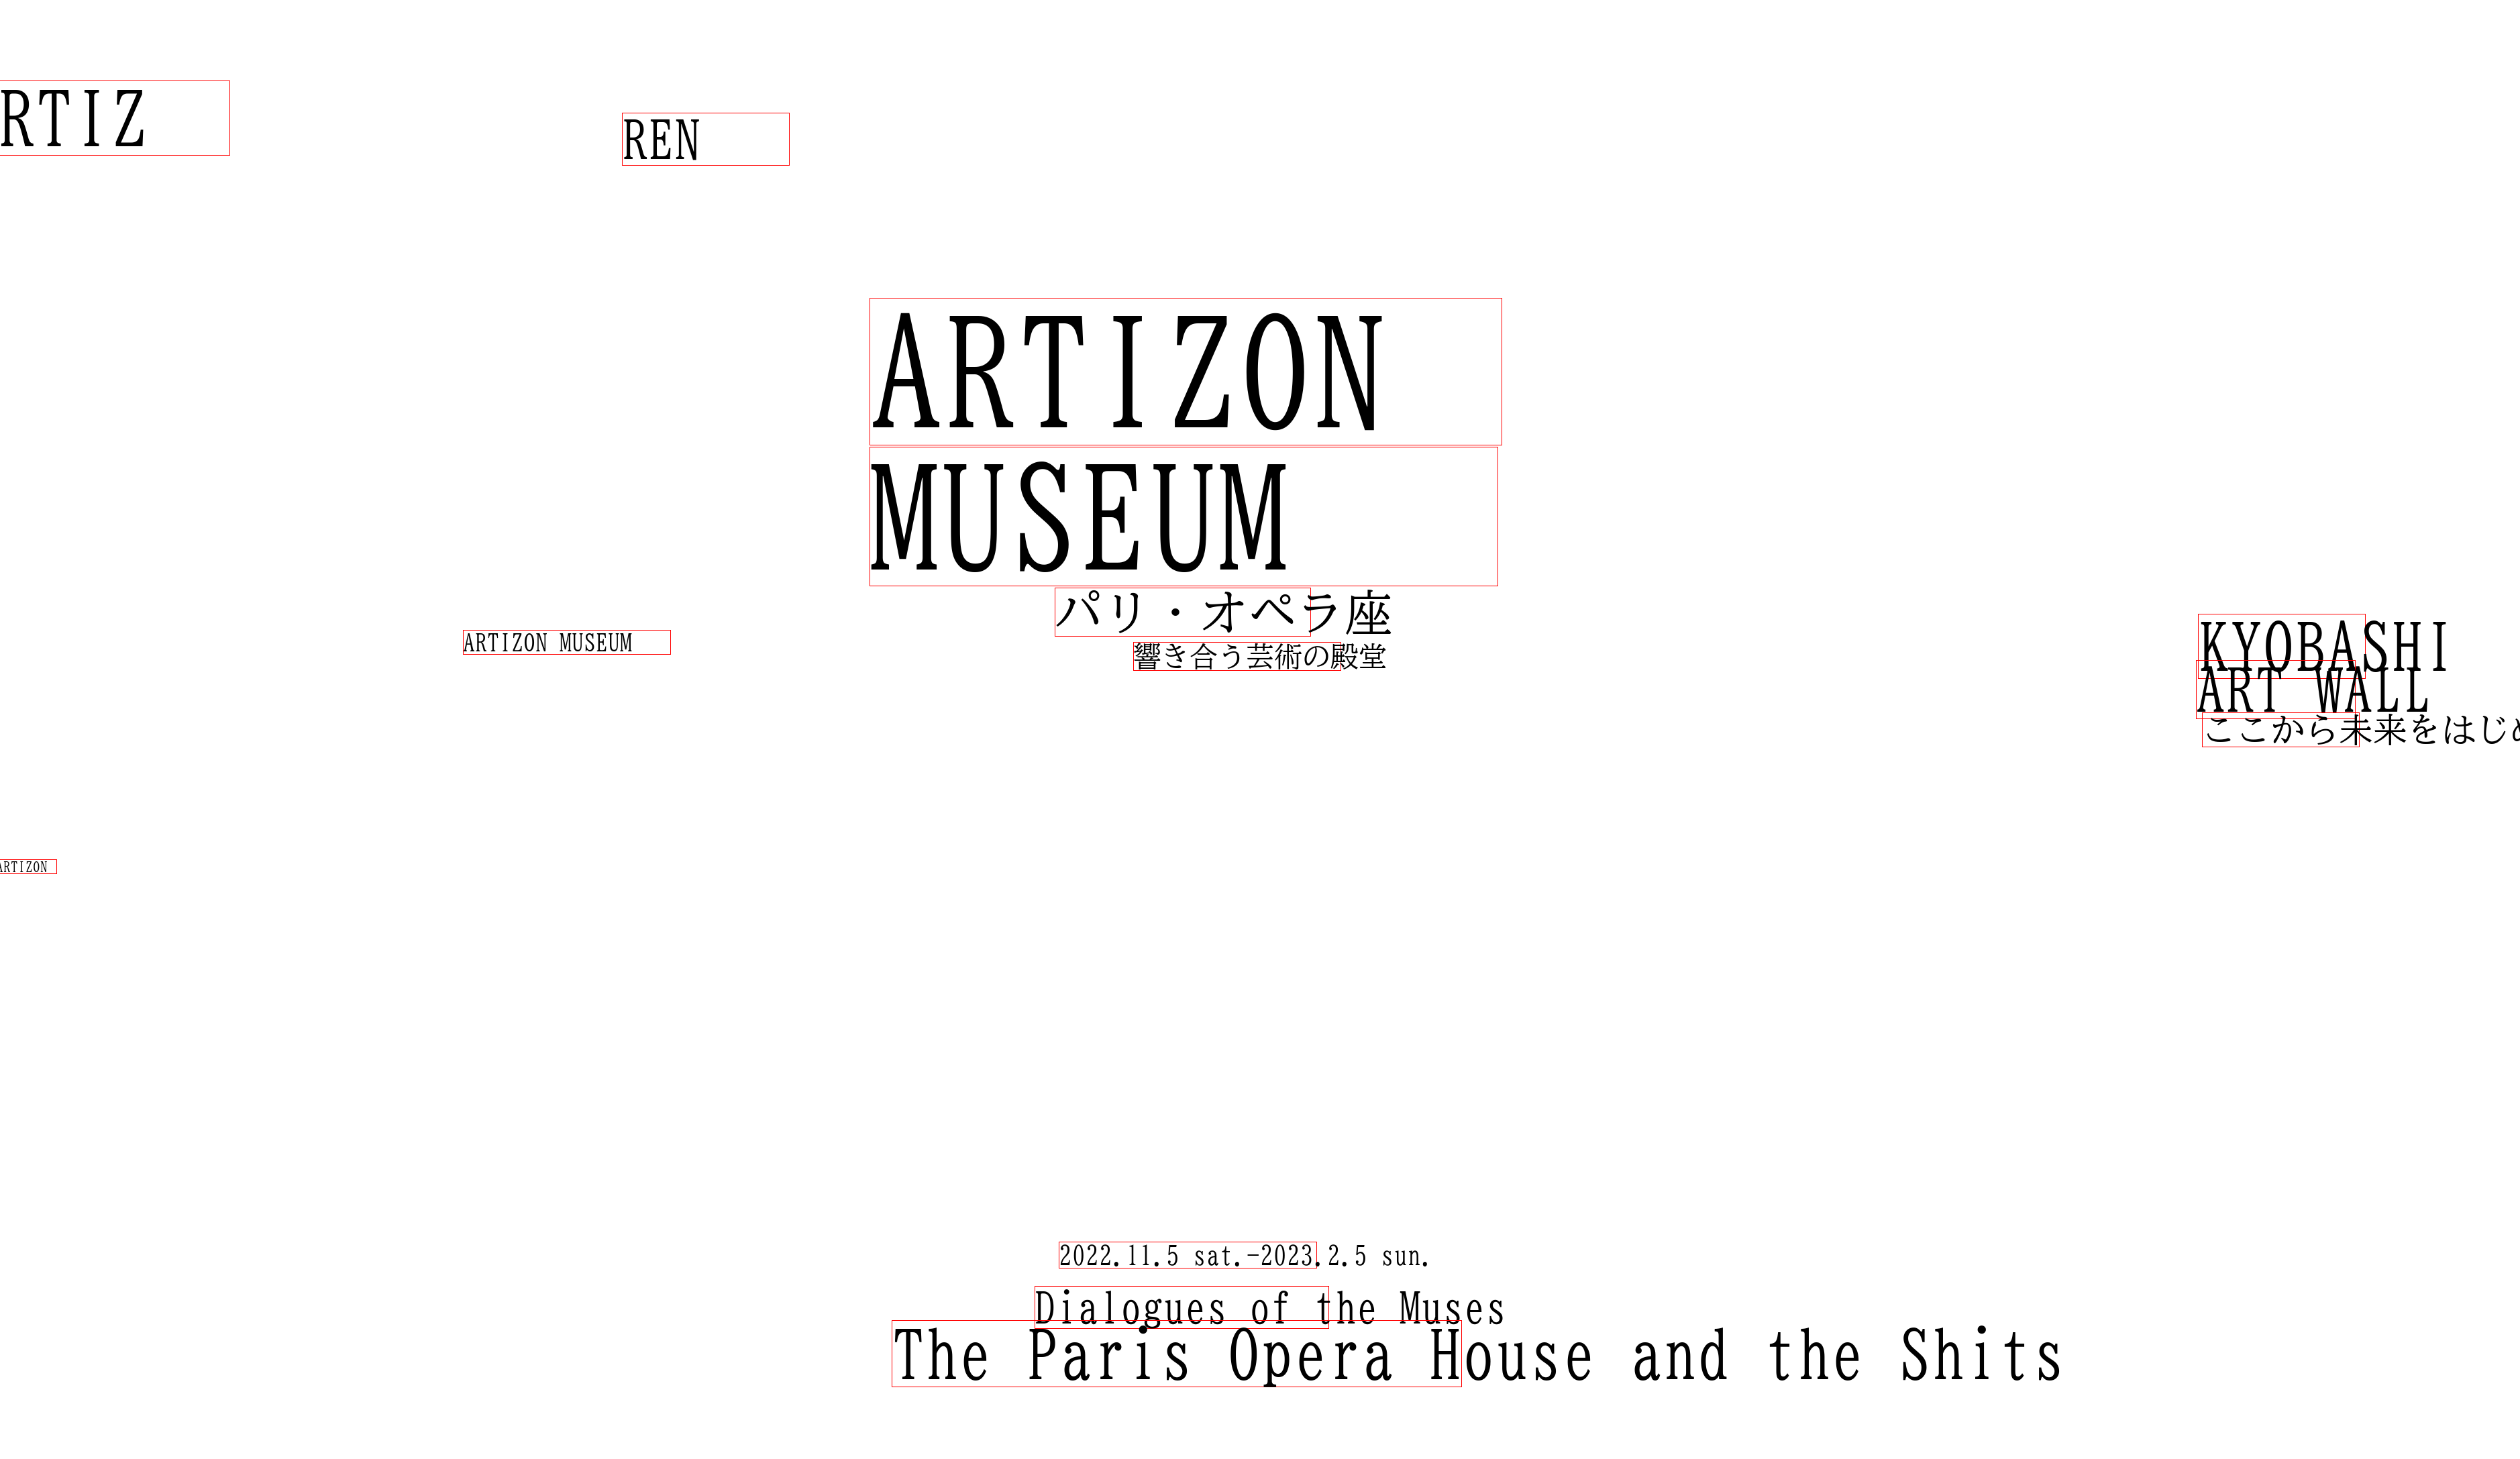 RTIZ
REN
ARTIZON
MUSEUM
パリ・オペラ座
響き合う芸術の殿堂
ARTIZON MUSEUM
KYOBASHI
ART WALL
ここから未来をはじ
ARTIZON
2022.11.5 sat.-2023.2.5 sun.
Dialogues of the Muses
The Paris Opera House and the Shits